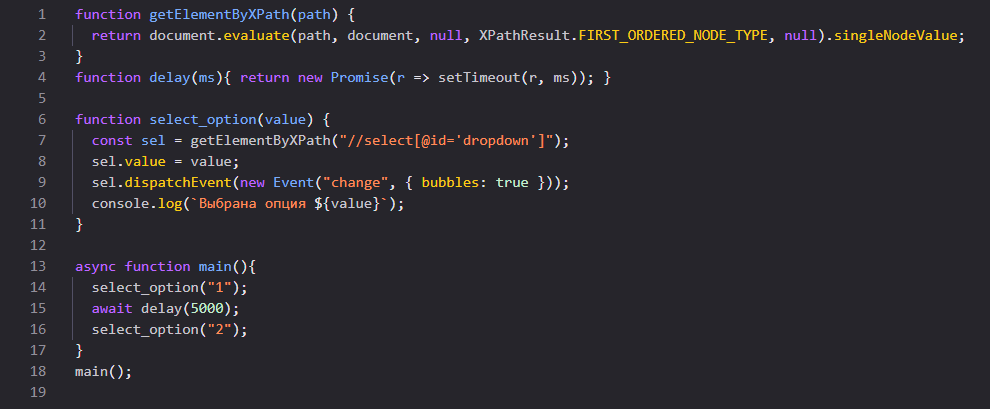 1 function getElementByXPath(path) {
2   return document.evaluate(path, document, null, XPathResult.FIRST_ORDERED_NODE_TYPE, null).singleNodeValue;
3 }
4 function delay(ms){ return new Promise(r => setTimeout(r, ms)); }
5
6 function select_option(value) {
7   const sel = getElementByXPath("//select[@id='dropdown']");
8   sel.value = value;
9   sel.dispatchEvent(new Event("change", { bubbles: true }));
10   console.log(`Выбрана опция ${value}`);
11 }
12
13 async function main(){
14   select_option("1");
15   await delay(5000);
16   select_option("2");
17 }
18 main();
19